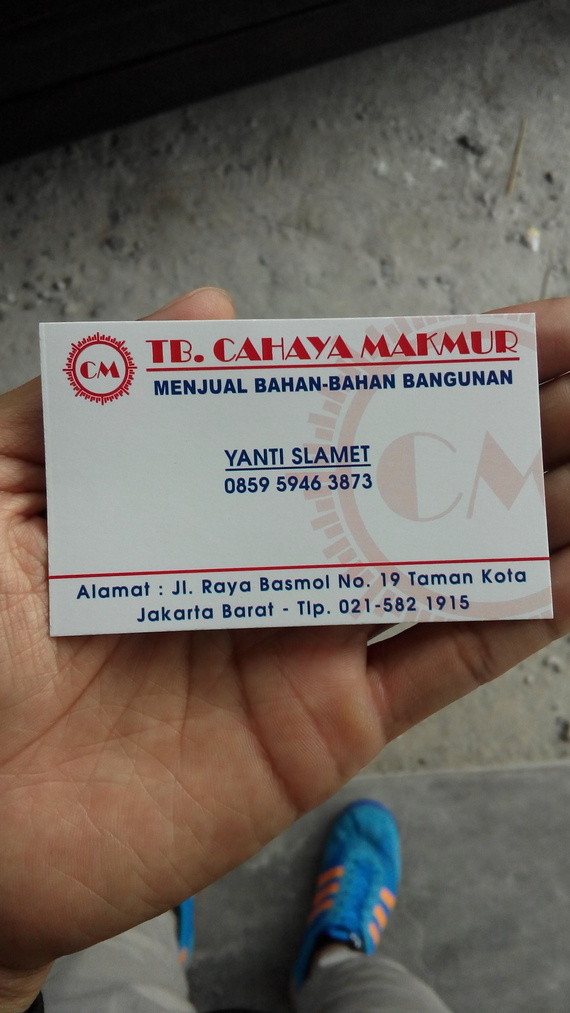 CM
TB. CAHAYA MAKMUR
MENJUAL BAHAN-BAHAN BANGUNAN
CM
YANTI SLAMET
0859 5946 3873
Alamat : Jl. Raya Basmol No. 19 Taman Kota
Jakarta Barat - Tlp. 021-582 1915